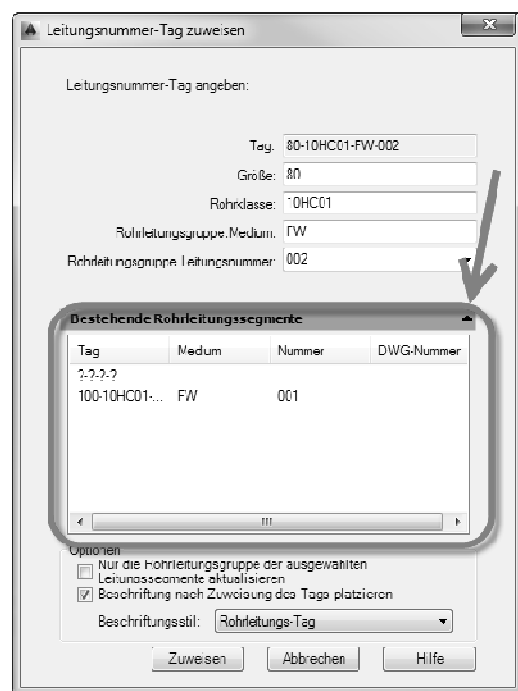 Leitungsnummer-Tag zuweisen
Leitungsnummer-Tag angeben:
Tag: 80-10HC01-FW-002
Größe: 80
Rohrklasse: 10HC01
Rohrleitungsgruppe.Medium: FW
Rohrleitungsgruppe.Leitungsnummer: 002
Bestehende Rohrleitungssegmente
Tag Medium Nummer DWG-Nummer
?-?-?-?
100-10HC01-... FW 001
Optionen
Nur die Rohrleitungsgruppe der ausgewählten
Leitungssegmente aktualisieren
Beschriftung nach Zuweisung des Tags platzieren
Beschriftungsstil: Rohrleitungs-Tag
Zuweisen Abbrechen Hilfe